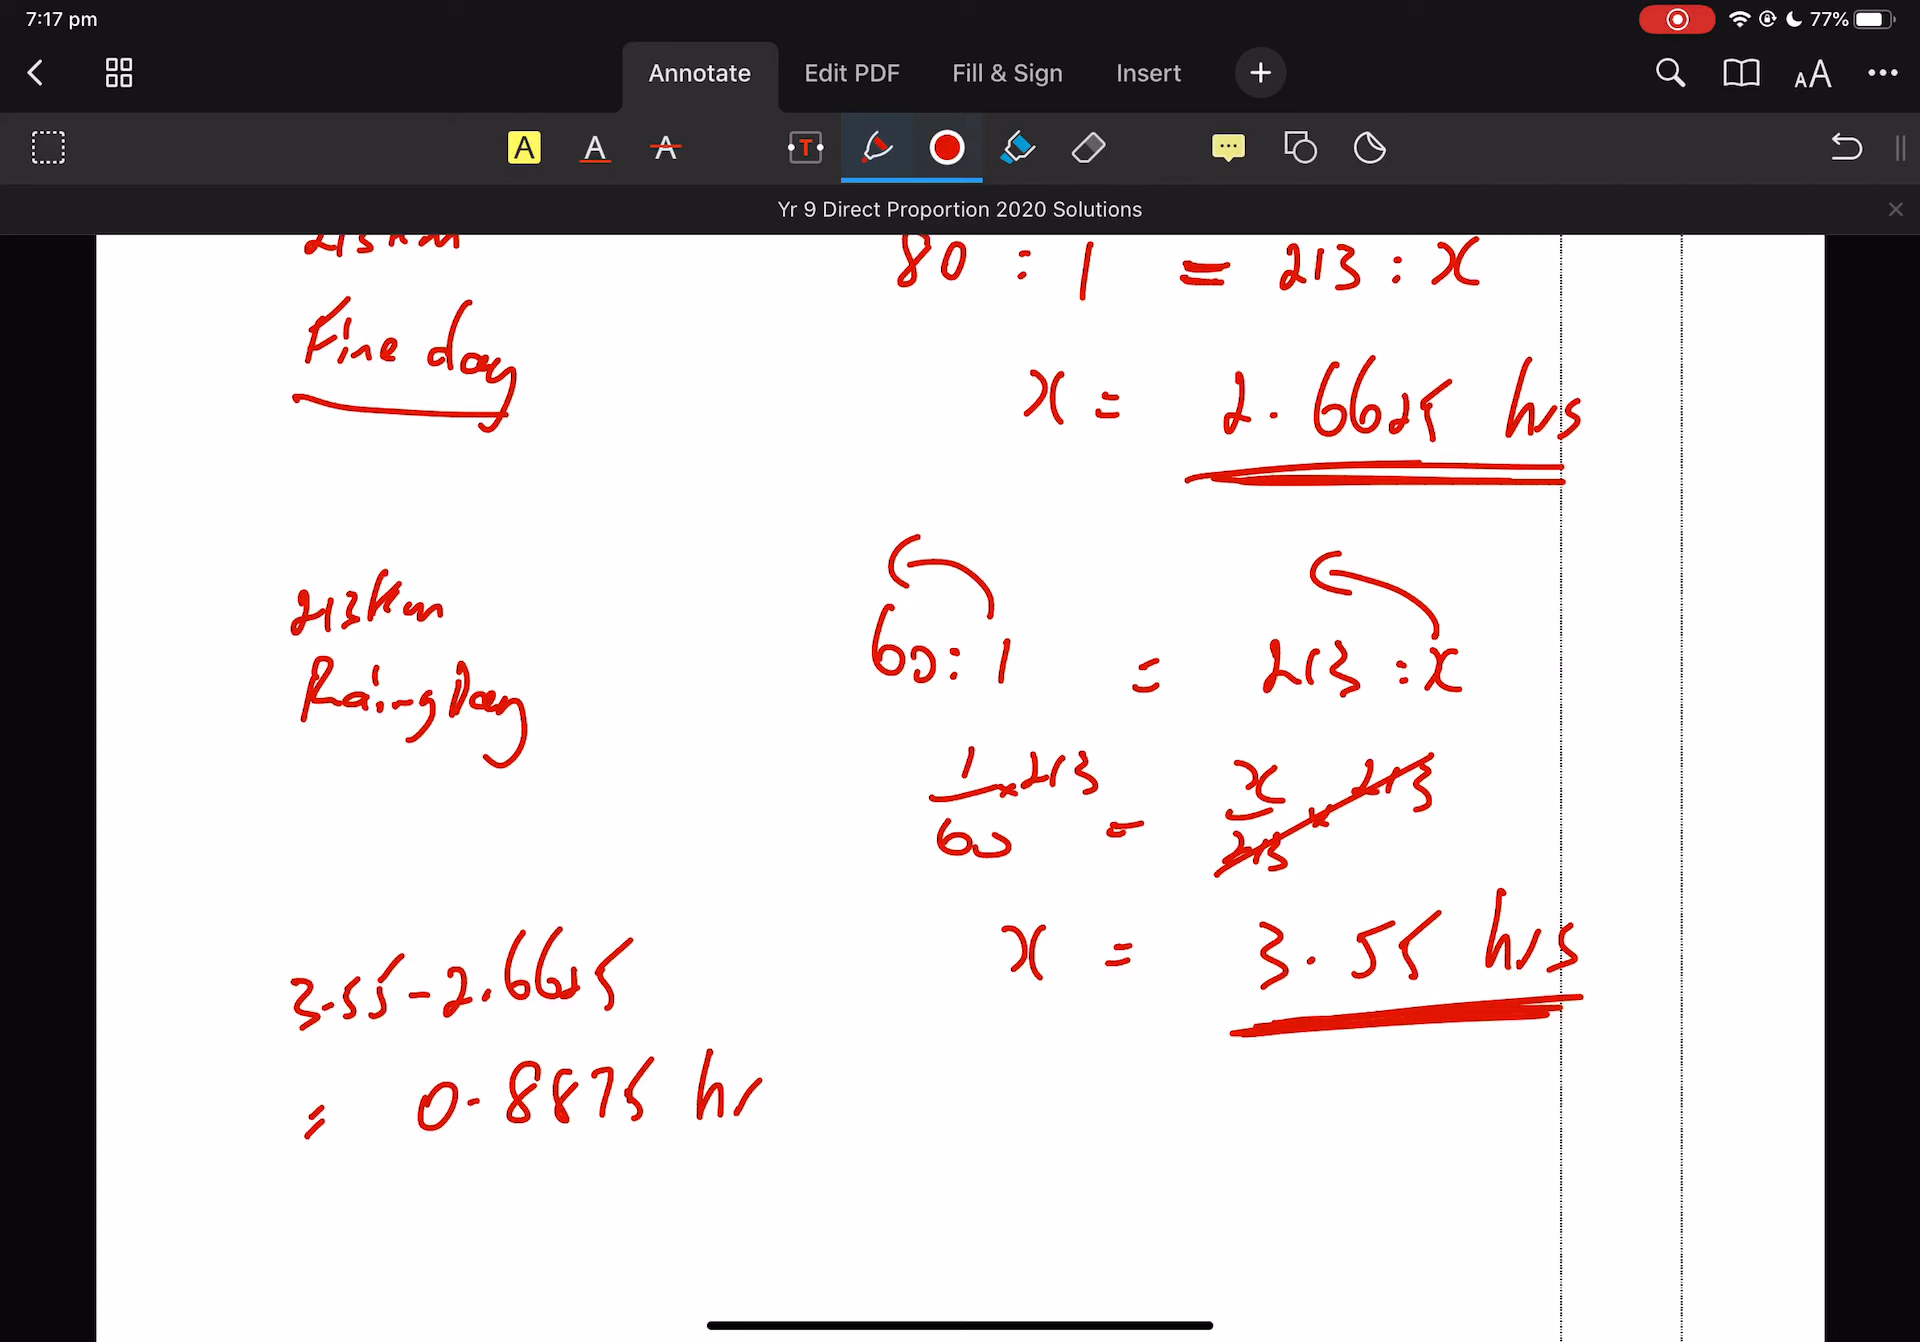 7:17 pm
77%
Annotate Edit PDF Fill & Sign Insert
Yr 9 Direct Proportion 2020 Solutions
213km
80 : 1 = 213 : x
Fine day
x = 2.6625 hrs
213km
60 : 1 = 213 : x
Rainy Day
1/60 × 213 = x/213 × 213
x = 3.55 hrs
3.55 - 2.6625
= 0.8875 hr